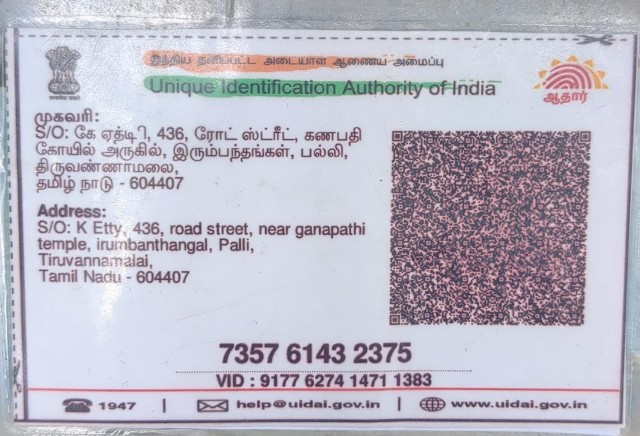 இந்திய தனிப்பட்ட அடையாள ஆணைய அமைப்பு
Unique Identification Authority of India
ஆதார்
முகவரி:
S/O: கே ஏத்டி, 436, ரோட் ஸ்ட்ரீட், கணபதி
கோயில் அருகில், இரும்பந்தங்கள், பல்லி,
திருவண்ணாமலை,
தமிழ் நாடு - 604407
Address:
S/O: K Etty, 436, road street, near ganapathi
temple, irumbanthangal, Palli,
Tiruvannamalai,
Tamil Nadu - 604407
7357 6143 2375
VID : 9177 6274 1471 1383
1947 | help@uidai.gov.in | www.uidai.gov.in